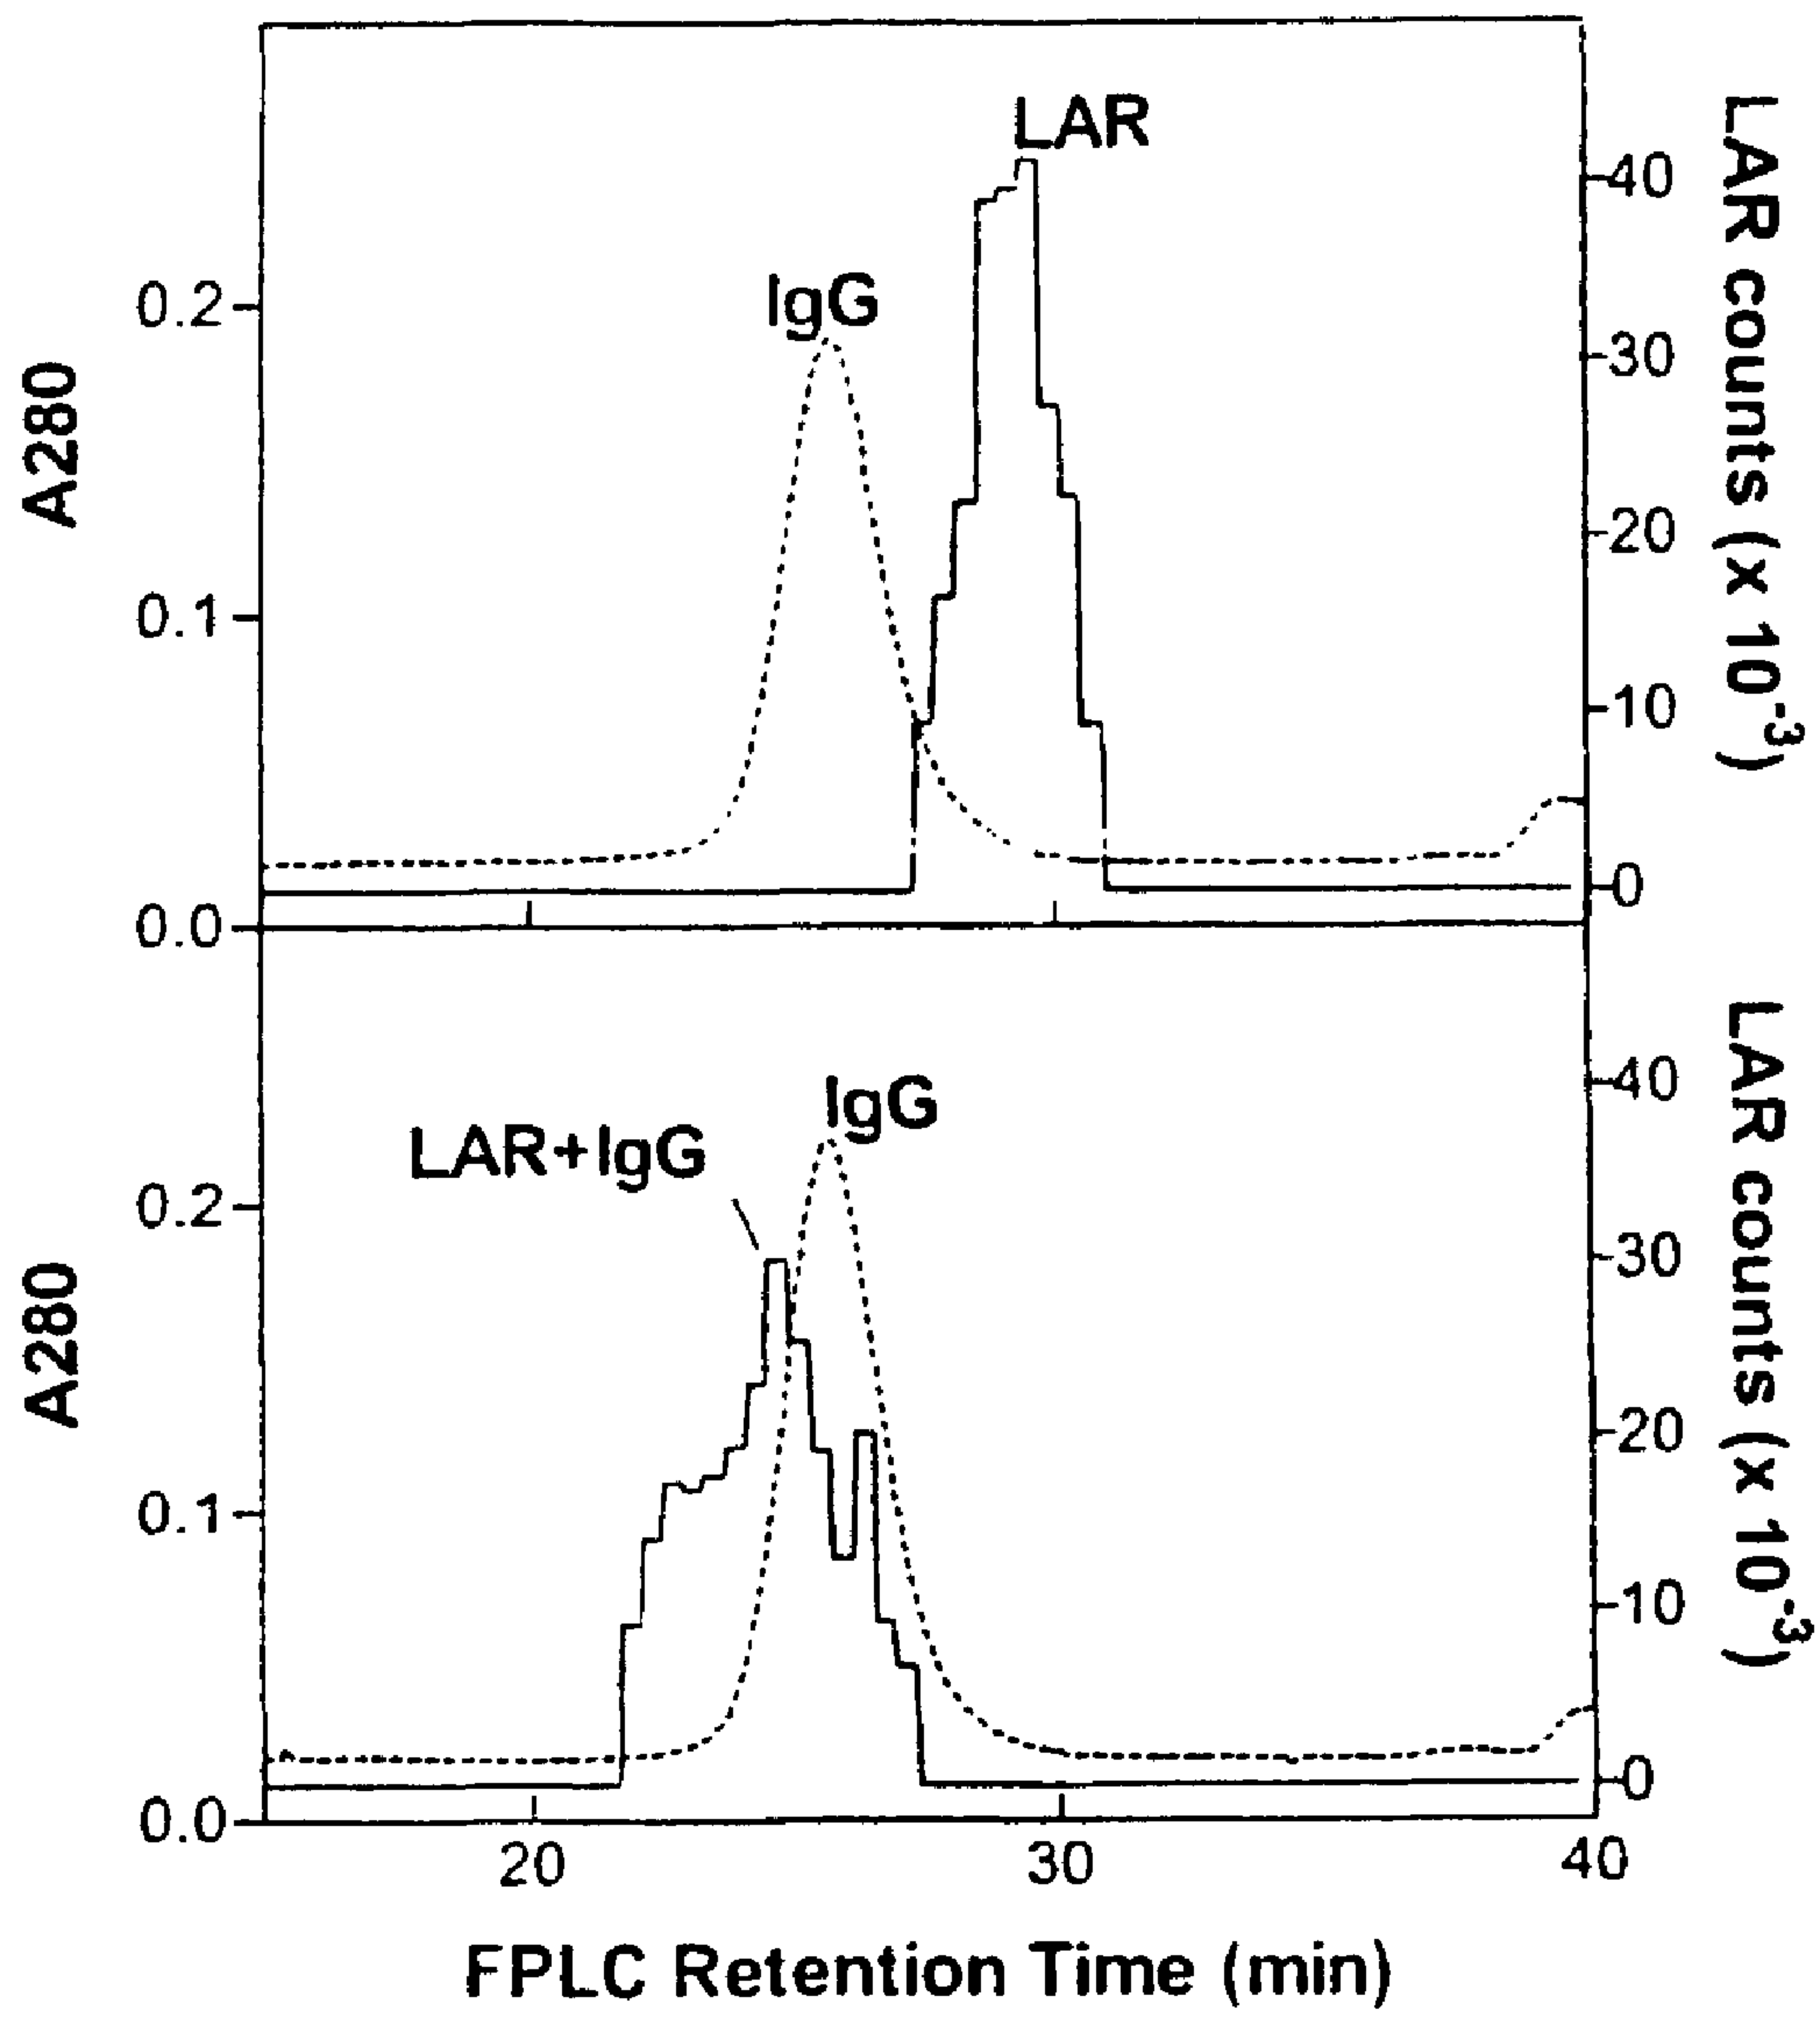 LAR
IgG
0.2
0.1
0.0
A280
40
30
20
10
0
LAR counts (x 10-3)
LAR+IgG
IgG
0.2
0.1
0.0
A280
40
30
20
10
0
LAR counts (x 10-3)
20
30
40
FPLC Retention Time (min)